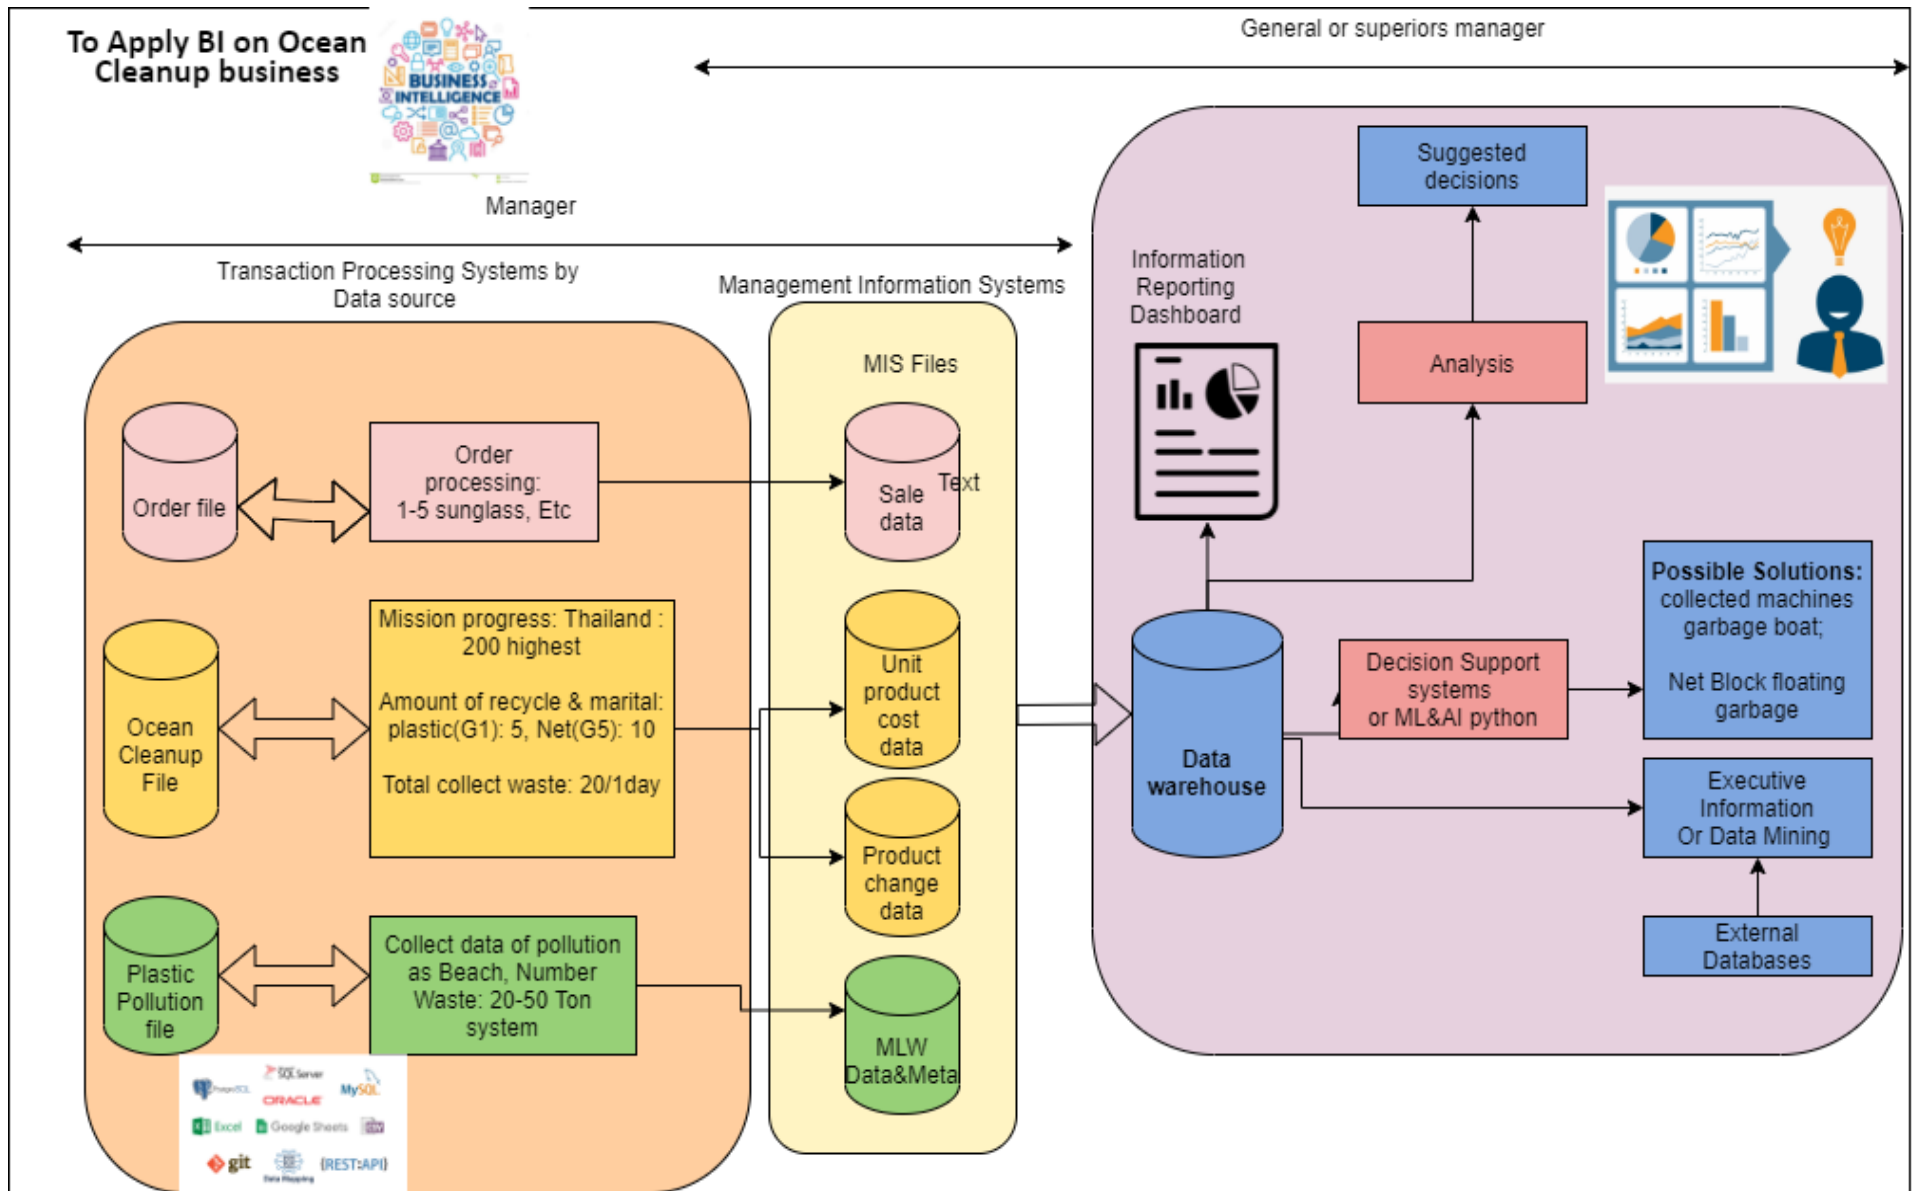 To Apply BI on Ocean
Cleanup business
BUSINESS
INTELLIGENCE
General or superiors manager
Manager
Transaction Processing Systems by
Data source
Management Information Systems
Order file
Order
processing:
1-5 sunglass, Etc
Ocean
Cleanup
File
Mission progress: Thailand :
200 highest
Amount of recycle & marital:
plastic(G1): 5, Net(G5): 10
Total collect waste: 20/1day
Plastic
Pollution
file
Collect data of pollution
as Beach, Number
Waste: 20-50 Ton
system
SQL Server
MySQL
ORACLE
Excel
Google Sheets
git
Data Mapping
{REST:API}
MIS Files
Sale
data
Text
Unit
product
cost
data
Product
change
data
MLW
Data&Meta
Information
Reporting
Dashboard
Suggested
decisions
Analysis
Data
warehouse
Decision Support
systems
or ML&AI python
Possible Solutions:
collected machines
garbage boat;
Net Block floating
garbage
Executive
Information
Or Data Mining
External
Databases